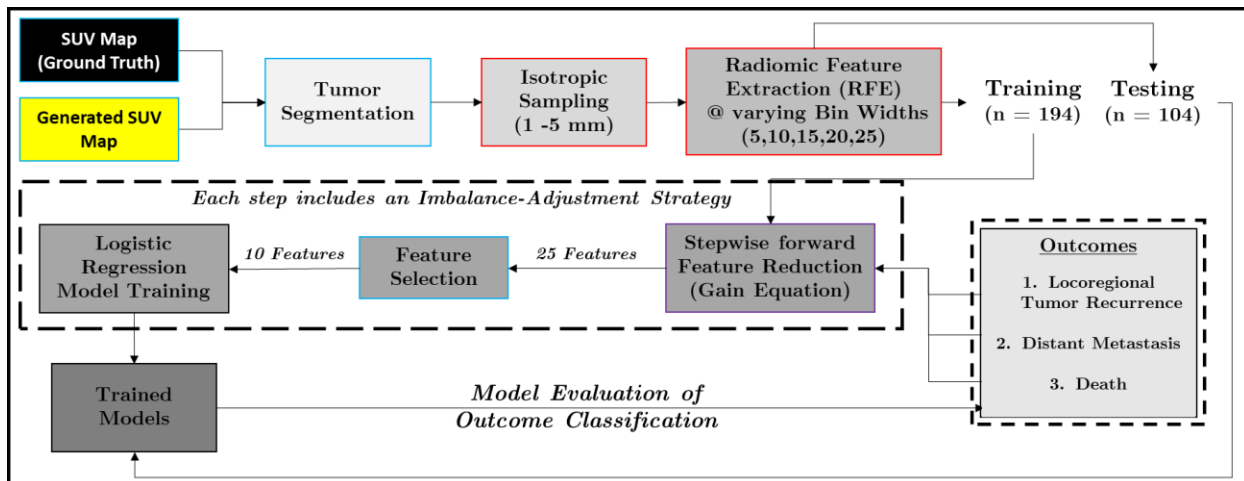 SUV Map
(Ground Truth)
Generated SUV
Map
Tumor
Segmentation
Isotropic
Sampling
(1 -5 mm)
Radiomic Feature
Extraction (RFE)
@ varying Bin Widths
(5,10,15,20,25)
Training
(n = 194)
Testing
(n = 104)
Each step includes an Imbalance-Adjustment Strategy
Logistic
Regression
Model Training
10 Features
Feature
Selection
25 Features
Stepwise forward
Feature Reduction
(Gain Equation)
Outcomes
1. Locoregional
Tumor Recurrence
2. Distant Metastasis
3. Death
Trained
Models
Model Evaluation of
Outcome Classification